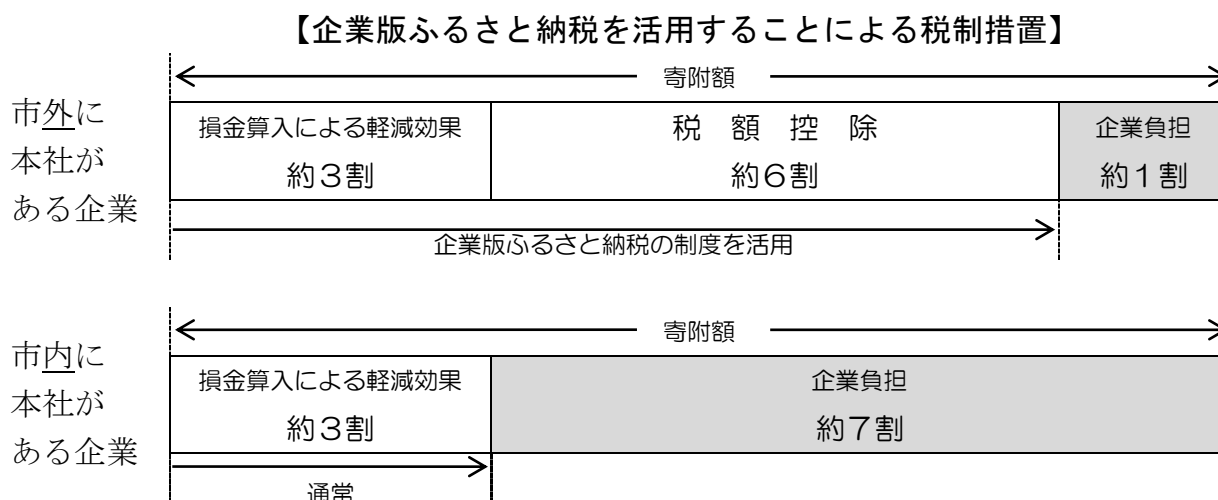 【企業版ふるさと納税を活用することによる税制措置】
寄附額
市外に
本社が
ある企業
損金算入による軽減効果
約3割
税 額 控 除
約6割
企業負担
約1割
企業版ふるさと納税の制度を活用
寄附額
市内に
本社が
ある企業
損金算入による軽減効果
約3割
企業負担
約7割
通常